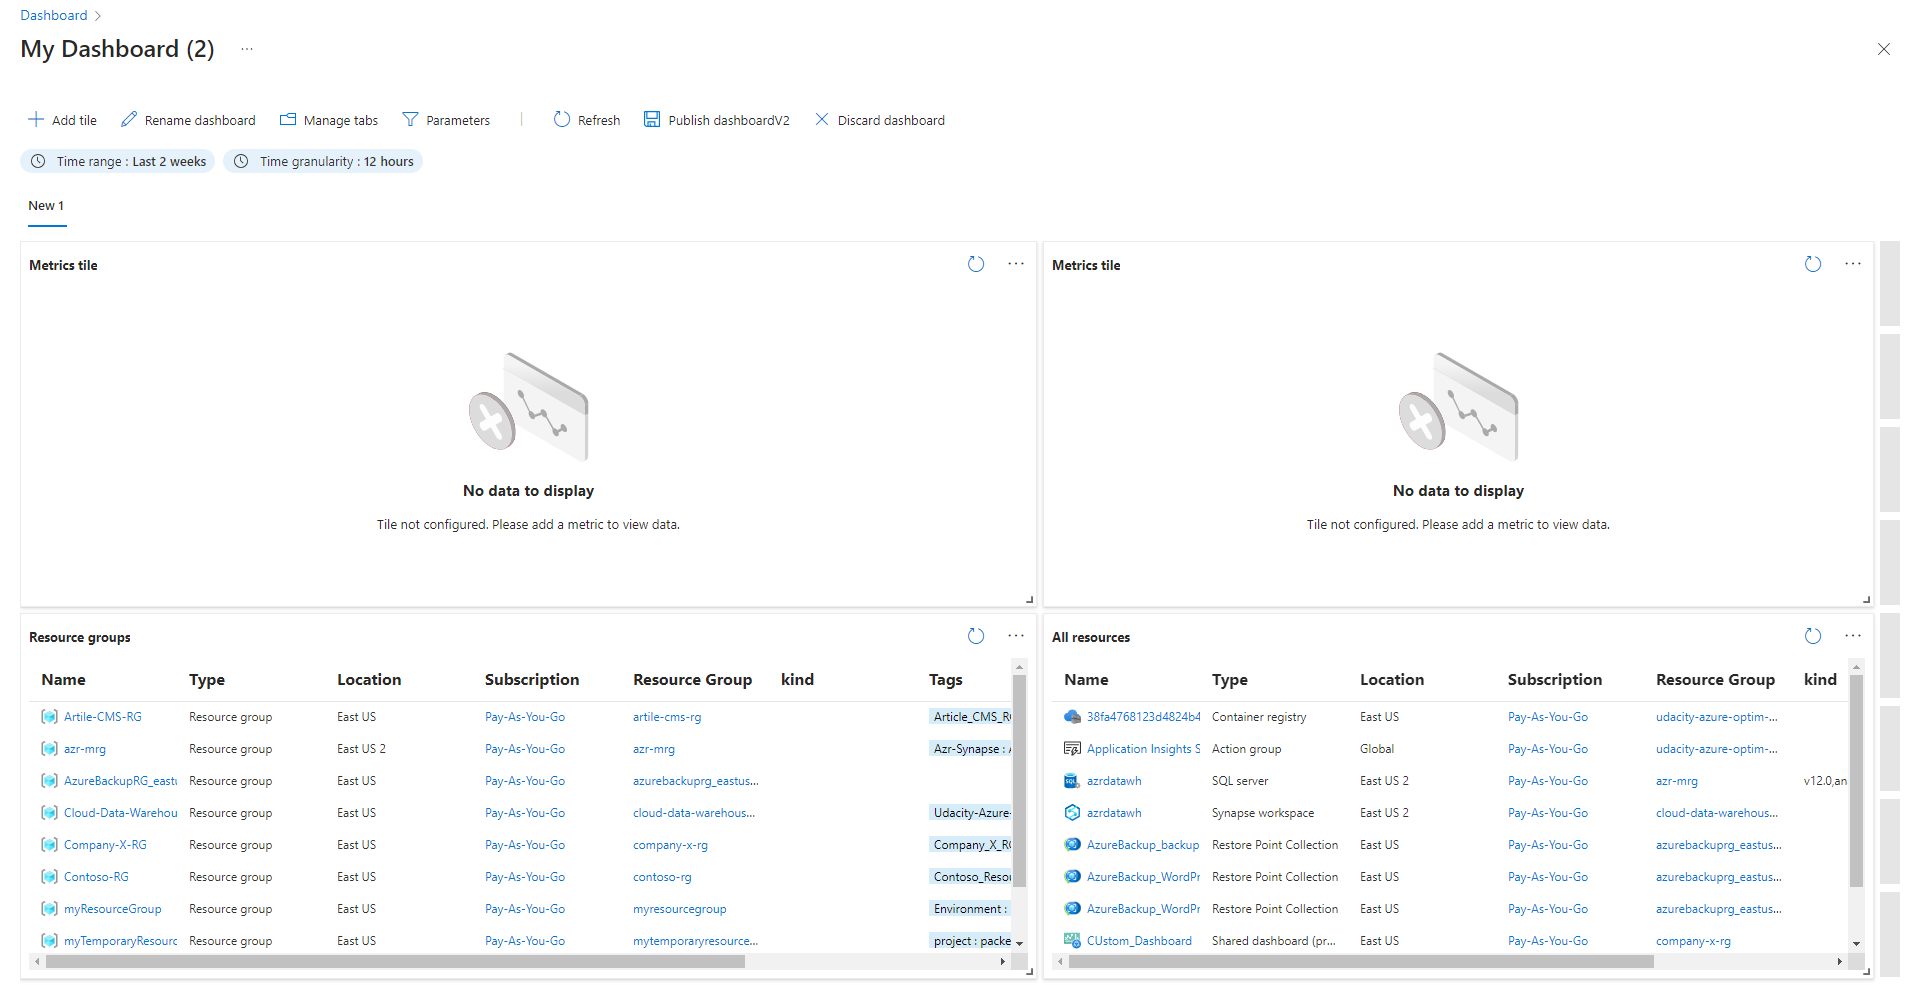 Dashboard >
My Dashboard (2) ...
Add tile Rename dashboard Manage tabs Parameters Refresh Publish dashboardV2 Discard dashboard
Time range : Last 2 weeks Time granularity : 12 hours
New 1
Metrics tile
No data to display
Tile not configured. Please add a metric to view data.
Metrics tile
No data to display
Tile not configured. Please add a metric to view data.
Resource groups
Name Type Location Subscription Resource Group kind Tags
Artile-CMS-RG Resource group East US Pay-As-You-Go artile-cms-rg Article_CMS_R
azr-mrg Resource group East US 2 Pay-As-You-Go azr-mrg Azr-Synapse :
AzureBackupRG_eastu Resource group East US Pay-As-You-Go azurebackuprg_eastus...
Cloud-Data-Warehou Resource group East US Pay-As-You-Go cloud-data-warehous... Udacity-Azure-
Company-X-RG Resource group East US Pay-As-You-Go company-x-rg Company_X_R
Contoso-RG Resource group East US Pay-As-You-Go contoso-rg Contoso_Resou
myResourceGroup Resource group East US Pay-As-You-Go myresourcegroup Environment :
myTemporaryResourc Resource group East US Pay-As-You-Go mytemporaryresource... project : packe
All resources
Name Type Location Subscription Resource Group kind
38fa4768123d4824b4 Container registry East US Pay-As-You-Go udacity-azure-optim-...
Application Insights S Action group Global Pay-As-You-Go udacity-azure-optim-...
SQL azrdatawh SQL server East US 2 Pay-As-You-Go azr-mrg v12.0,an
azrdatawh Synapse workspace East US 2 Pay-As-You-Go cloud-data-warehous...
AzureBackup_backup Restore Point Collection East US Pay-As-You-Go azurebackuprg_eastus...
AzureBackup_WordPr Restore Point Collection East US Pay-As-You-Go azurebackuprg_eastus...
AzureBackup_WordPr Restore Point Collection East US Pay-As-You-Go azurebackuprg_eastus...
CUstom_Dashboard Shared dashboard (pr... East US Pay-As-You-Go company-x-rg